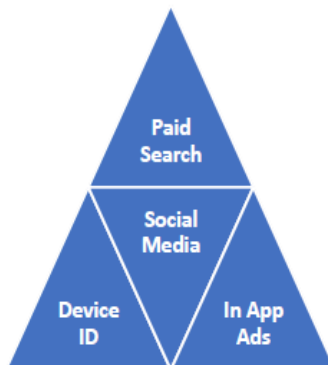 Paid
Search
Social
Media
Device
ID
In App
Ads